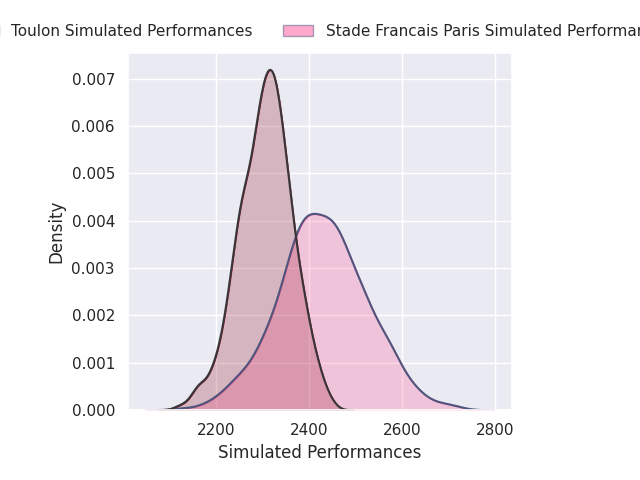 Toulon Simulated Performances Stade Francais Paris Simulated Performa
0.007
0.006
0.005
0.004
0.003
0.002
0.001
0.000
Density
2200 2400 2600 2800
Simulated Performances